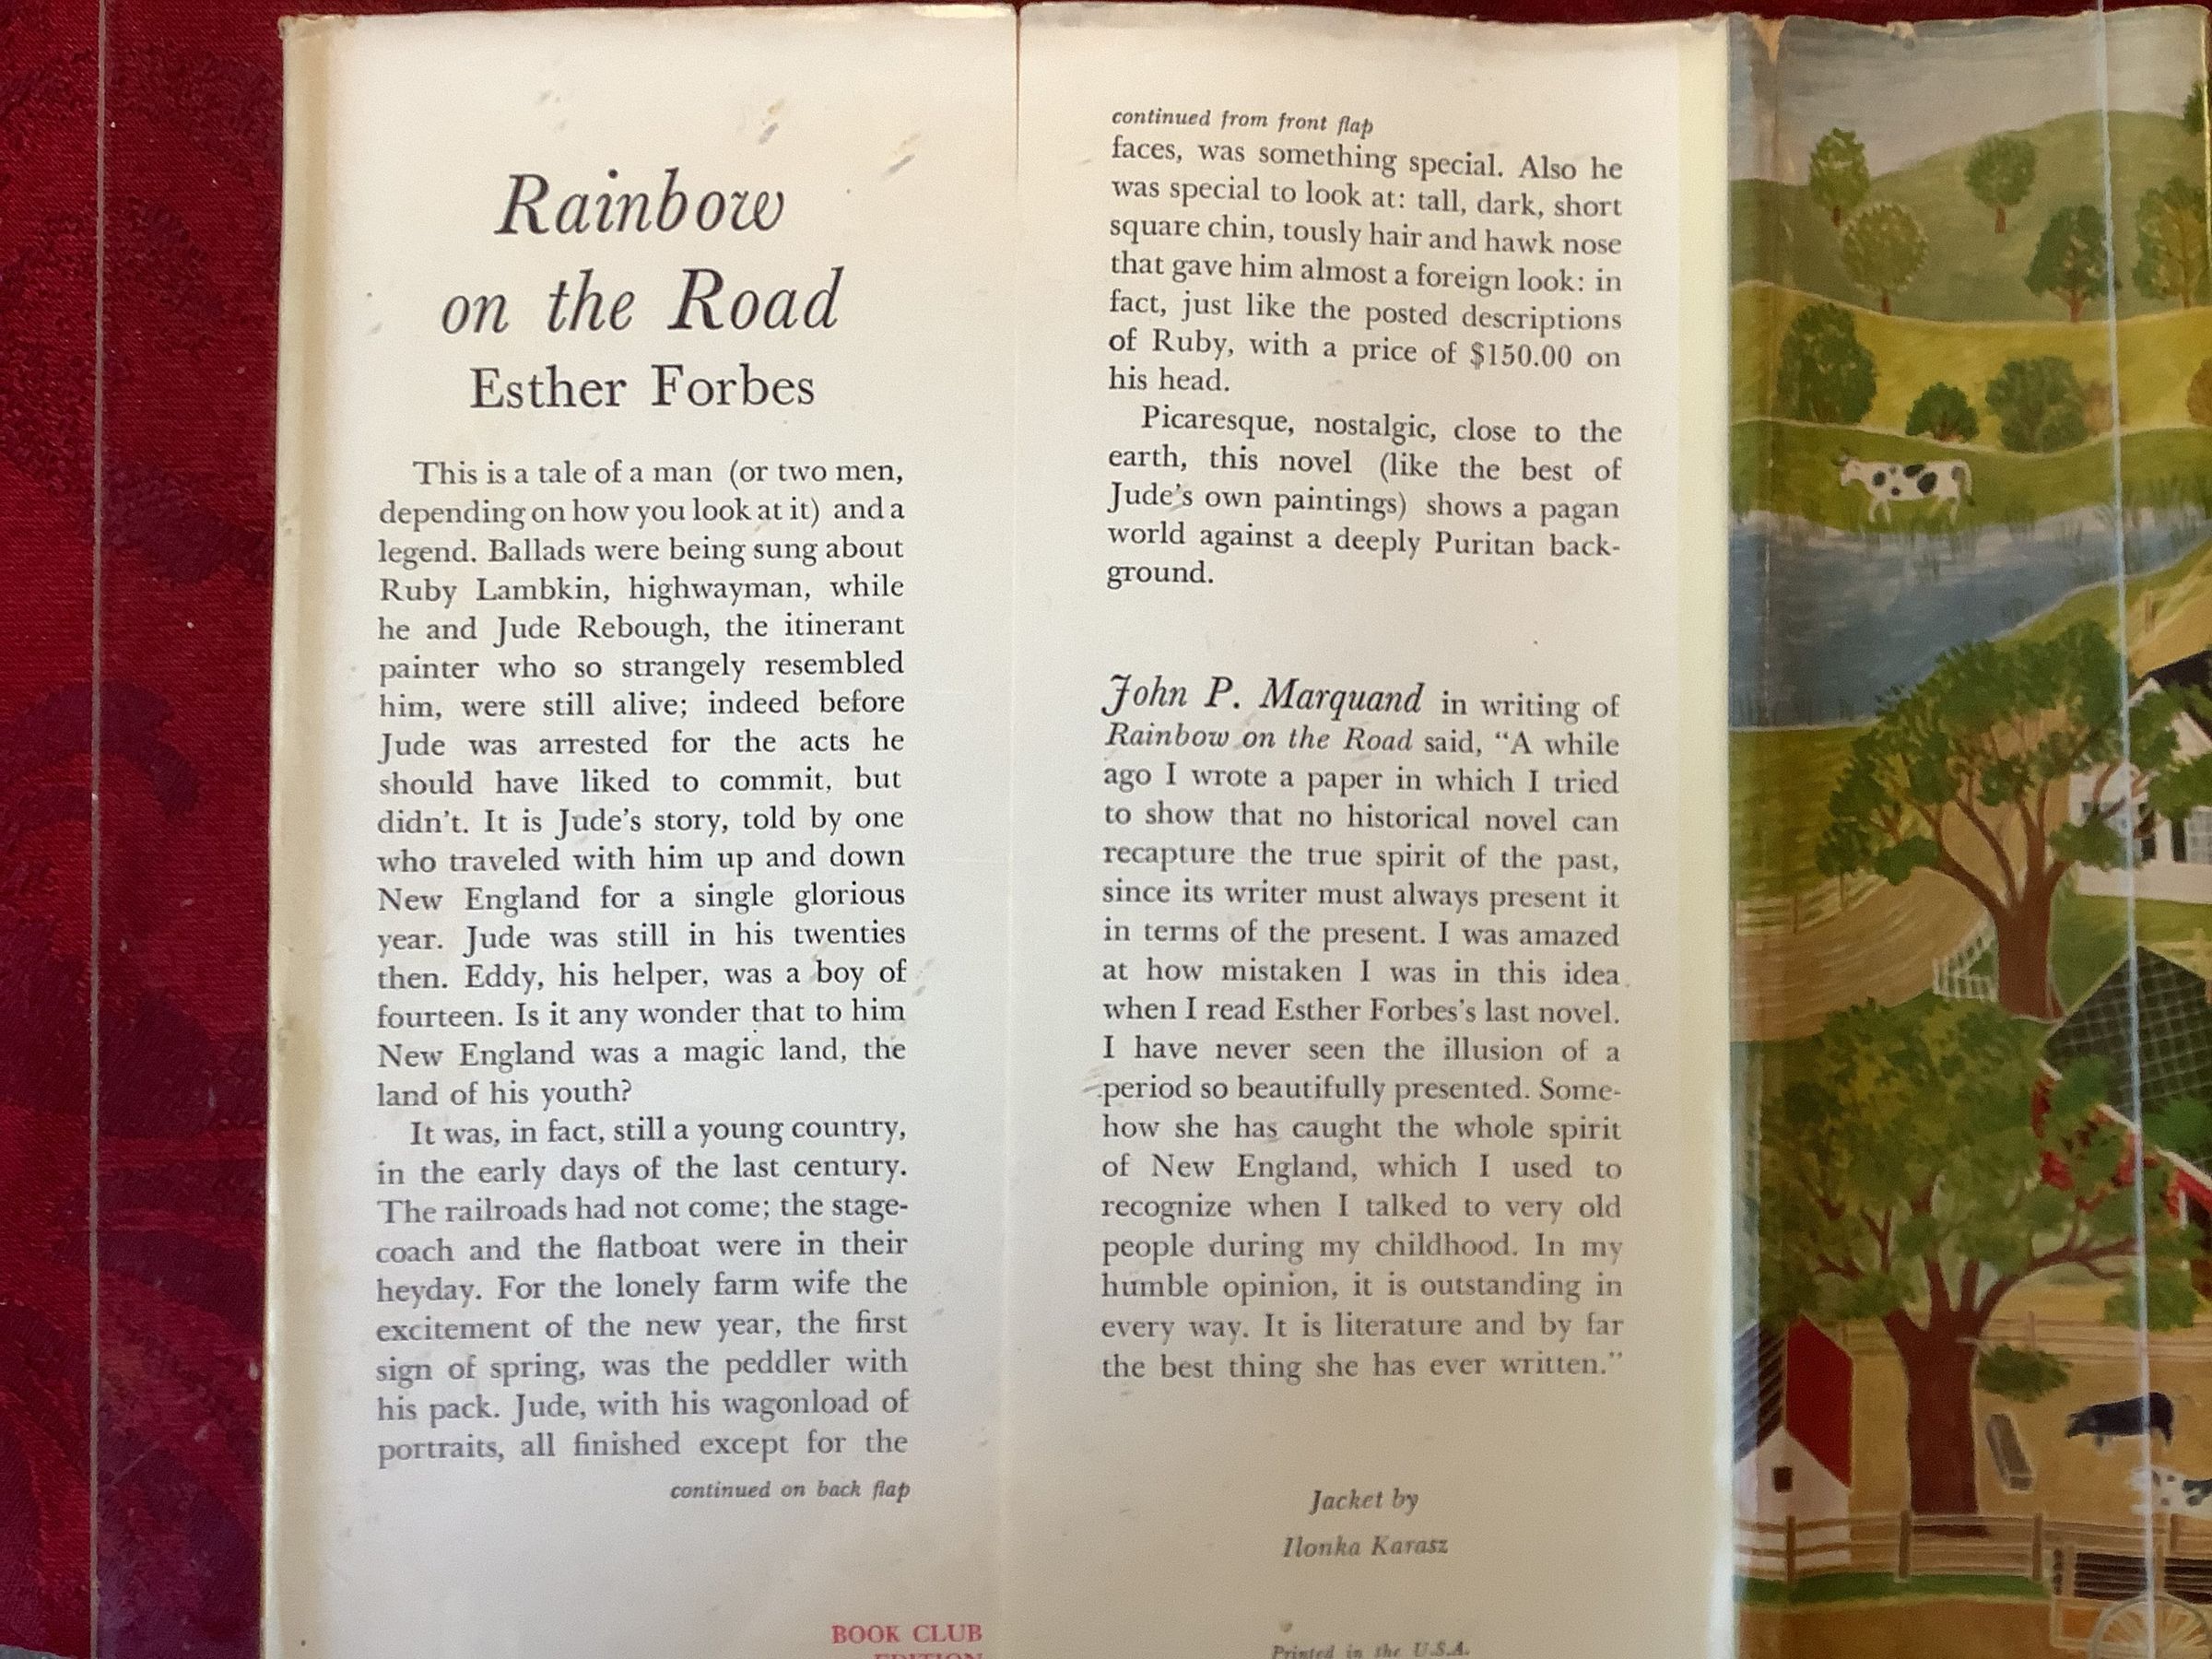 Rainbow
on the Road
Esther Forbes
This is a tale of a man (or two men,
depending on how you look at it) and a
legend. Ballads were being sung about
Ruby Lambkin, highwayman, while
he and Jude Rebough, the itinerant
painter who so strangely resembled
him, were still alive; indeed before
Jude was arrested for the acts he
should have liked to commit, but
didn't. It is Jude's story, told by one
who traveled with him up and down
New England for a single glorious
year. Jude was still in his twenties
then. Eddy, his helper, was a boy of
fourteen. Is it any wonder that to him
New England was a magic land, the
land of his youth?
It was, in fact, still a young country,
in the early days of the last century.
The railroads had not come; the stage-
coach and the flatboat were in their
heyday. For the lonely farm wife the
excitement of the new year, the first
sign of spring, was the peddler with
his pack. Jude, with his wagonload of
portraits, all finished except for the
continued on back flap
BOOK CLUB
EDITION
continued from front flap
faces, was something special. Also he
was special to look at: tall, dark, short
square chin, tously hair and hawk nose
that gave him almost a foreign look: in
fact, just like the posted descriptions
of Ruby, with a price of $150.00 on
his head.
Picaresque, nostalgic, close to the
earth, this novel (like the best of
Jude's own paintings) shows a pagan
world against a deeply Puritan back-
ground.
John P. Marquand in writing of
Rainbow on the Road said, "A while
ago I wrote a paper in which I tried
to show that no historical novel can
recapture the true spirit of the past,
since its writer must always present it
in terms of the present. I was amazed
at how mistaken I was in this idea
when I read Esther Forbes's last novel.
I have never seen the illusion of a
period so beautifully presented. Some-
how she has caught the whole spirit
of New England, which I used to
recognize when I talked to very old
people during my childhood. In my
humble opinion, it is outstanding in
every way. It is literature and by far
the best thing she has ever written."
Jacket by
Ilonka Karasz
Printed in the U.S.A.